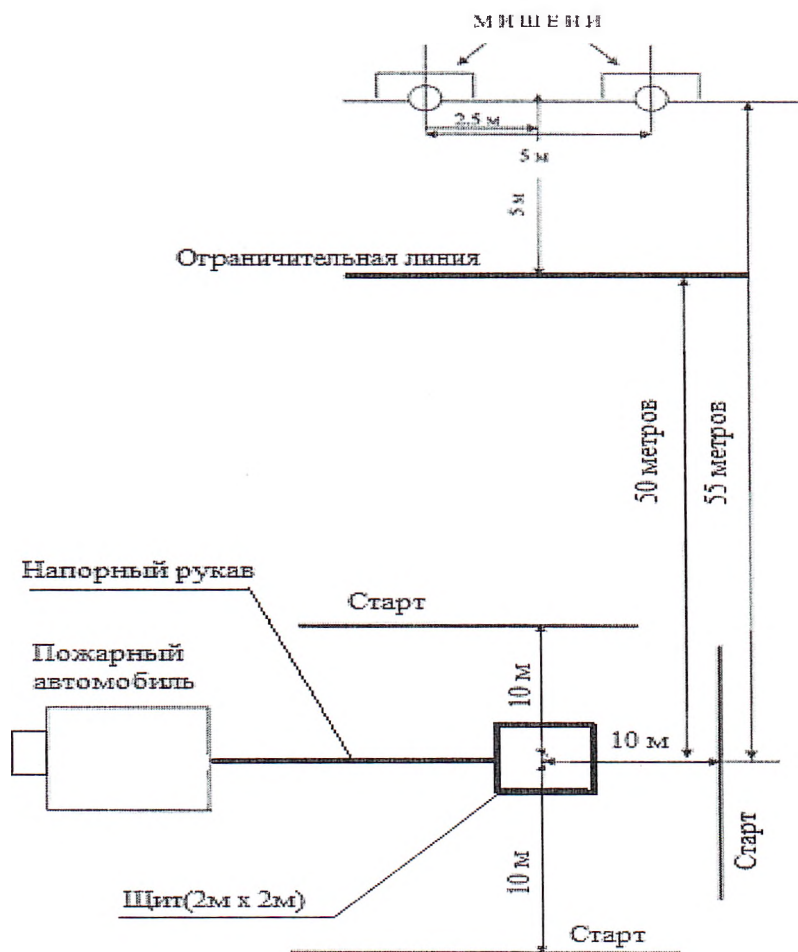 МИШЕНИ
2,5 м
5 м
5 м
Ограничительная линия
50 метров
55 метров
Напорный рукав
Старт
Пожарный
автомобиль
10 м
10 м
10 м
Старт
Щит(2м x 2м)
Старт